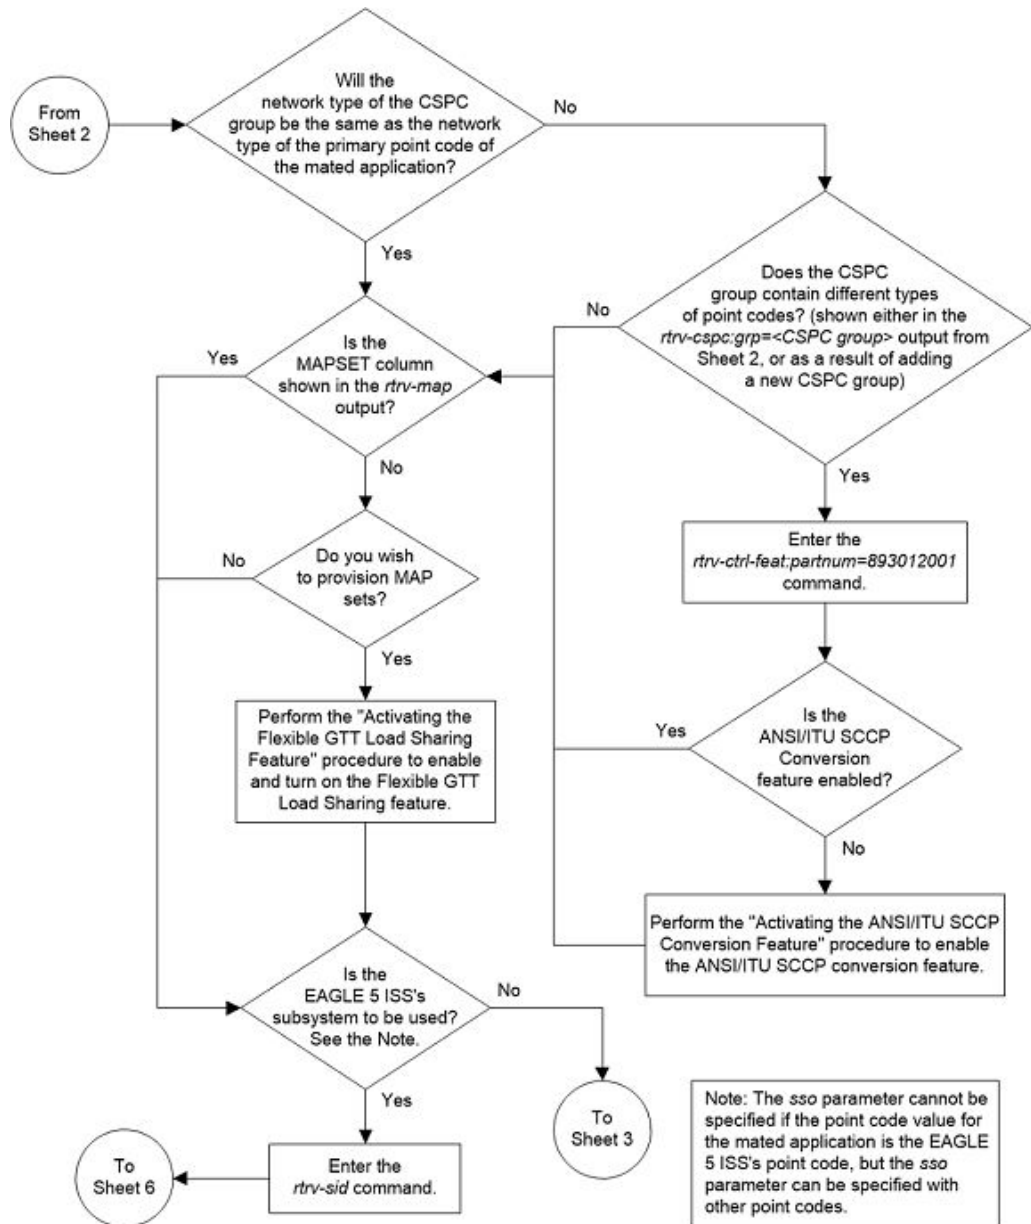 From
Sheet 2
Will the
network type of the CSPC
group be the same as the network
type of the primary point code of
the mated application?
No
Yes
Does the CSPC
group contain different types
of point codes? (shown either in the
rtrv-cspc:grp=<CSPC group> output from
Sheet 2, or as a result of adding
a new CSPC group)
No
Yes
Is the
MAPSET column
shown in the rtrv-map
output?
Yes
No
Enter the
rtrv-ctrl-feat:partnum=893012001
command.
Do you wish
to provision MAP
sets?
No
Yes
Is the
ANSI/ITU SCCP
Conversion
feature enabled?
Yes
No
Perform the "Activating the
Flexible GTT Load Sharing
Feature" procedure to enable
and turn on the Flexible GTT
Load Sharing feature.
Perform the "Activating the ANSI/ITU SCCP
Conversion Feature" procedure to enable
the ANSI/ITU SCCP conversion feature.
Is the
EAGLE 5 ISS's
subsystem to be used?
See the Note.
No
Yes
To
Sheet 3
Enter the
rtrv-sid command.
To
Sheet 6
Note: The sso parameter cannot be
specified if the point code value for
the mated application is the EAGLE
5 ISS's point code, but the sso
parameter can be specified with
other point codes.